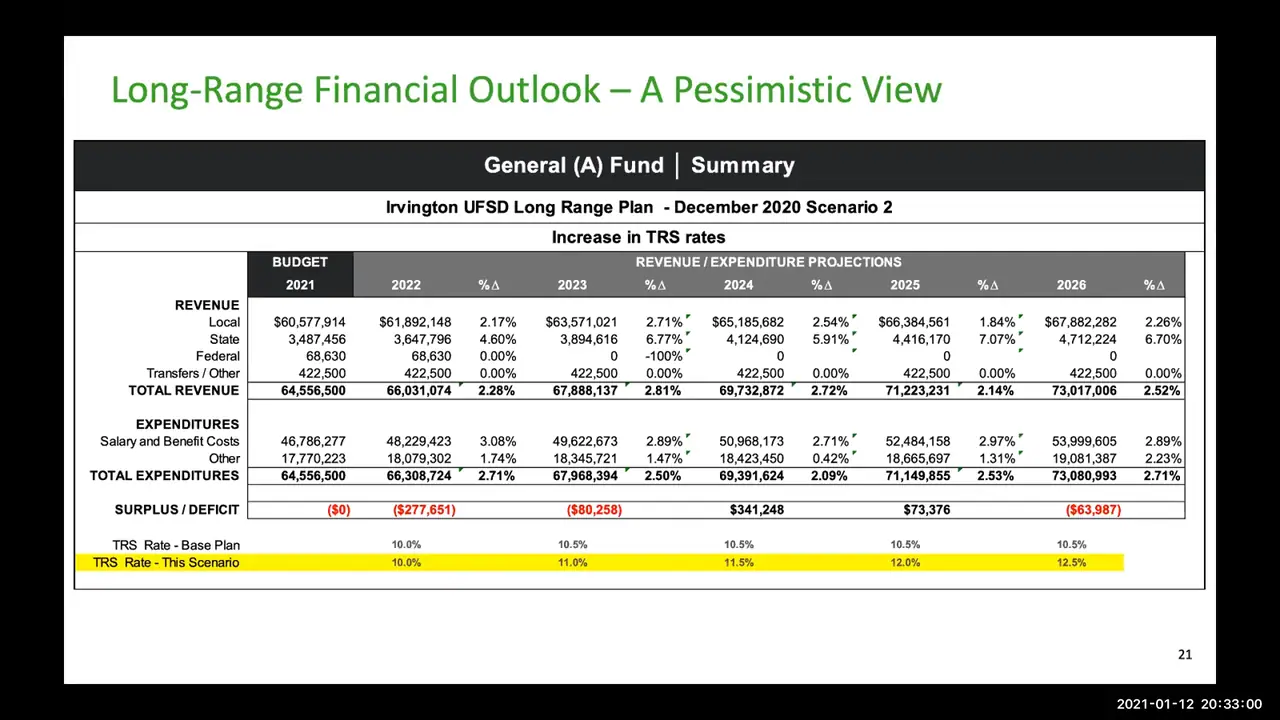 Long-Range Financial Outlook – A Pessimistic View
General (A) Fund | Summary
Irvington UFSD Long Range Plan - December 2020 Scenario 2
Increase in TRS rates
BUDGET REVENUE / EXPENDITURE PROJECTIONS
2021 2022 %Δ 2023 %Δ 2024 %Δ 2025 %Δ 2026 %Δ
REVENUE
Local $60,577,914 $61,892,148 2.17% $63,571,021 2.71% $65,185,682 2.54% $66,384,561 1.84% $67,882,282 2.26%
State 3,487,456 3,647,796 4.60% 3,894,616 6.77% 4,124,690 5.91% 4,416,170 7.07% 4,712,224 6.70%
Federal 68,630 68,630 0.00% 0 -100% 0 0 0
Transfers / Other 422,500 422,500 0.00% 422,500 0.00% 422,500 0.00% 422,500 0.00% 422,500 0.00%
TOTAL REVENUE 64,556,500 66,031,074 2.28% 67,888,137 2.81% 69,732,872 2.72% 71,223,231 2.14% 73,017,006 2.52%
EXPENDITURES
Salary and Benefit Costs 46,786,277 48,229,423 3.08% 49,622,673 2.89% 50,968,173 2.71% 52,484,158 2.97% 53,999,605 2.89%
Other 17,770,223 18,079,302 1.74% 18,345,721 1.47% 18,423,450 0.42% 18,665,697 1.31% 19,081,387 2.23%
TOTAL EXPENDITURES 64,556,500 66,308,724 2.71% 67,968,394 2.50% 69,391,624 2.09% 71,149,855 2.53% 73,080,993 2.71%
SURPLUS / DEFICIT ($0) ($277,651) ($80,258) $341,248 $73,376 ($63,987)
TRS Rate - Base Plan 10.0% 10.5% 10.5% 10.5% 10.5%
TRS Rate - This Scenario 10.0% 11.0% 11.5% 12.0% 12.5%
21
2021-01-12 20:33:00